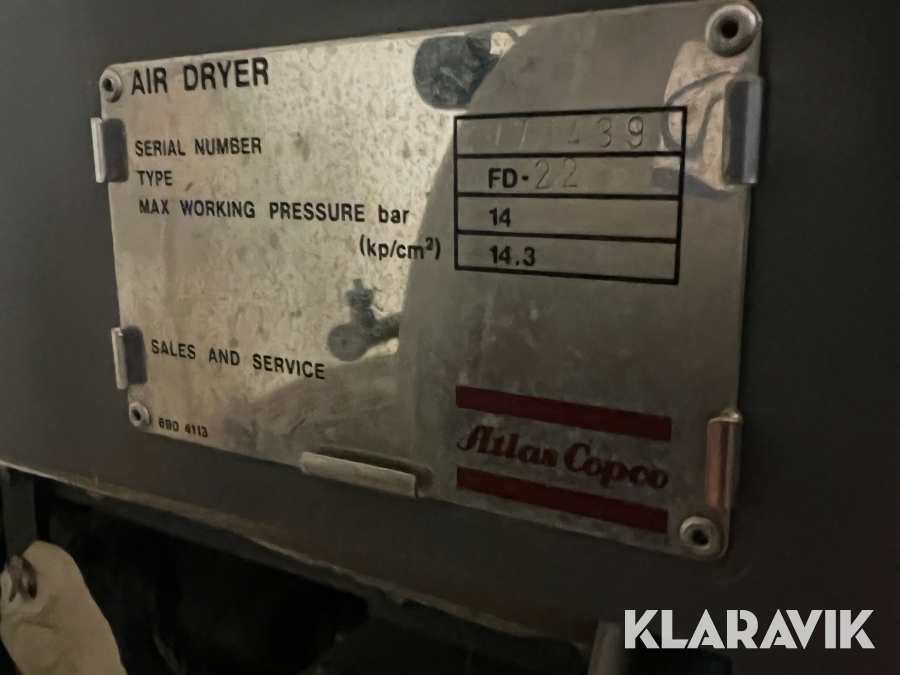 AIR DRYER
SERIAL NUMBER
TYPE FD-22
MAX WORKING PRESSURE bar 14
(kp/cm²) 14.3
SALES AND SERVICE
690 4113
Atlas Copco
KLARAVIK